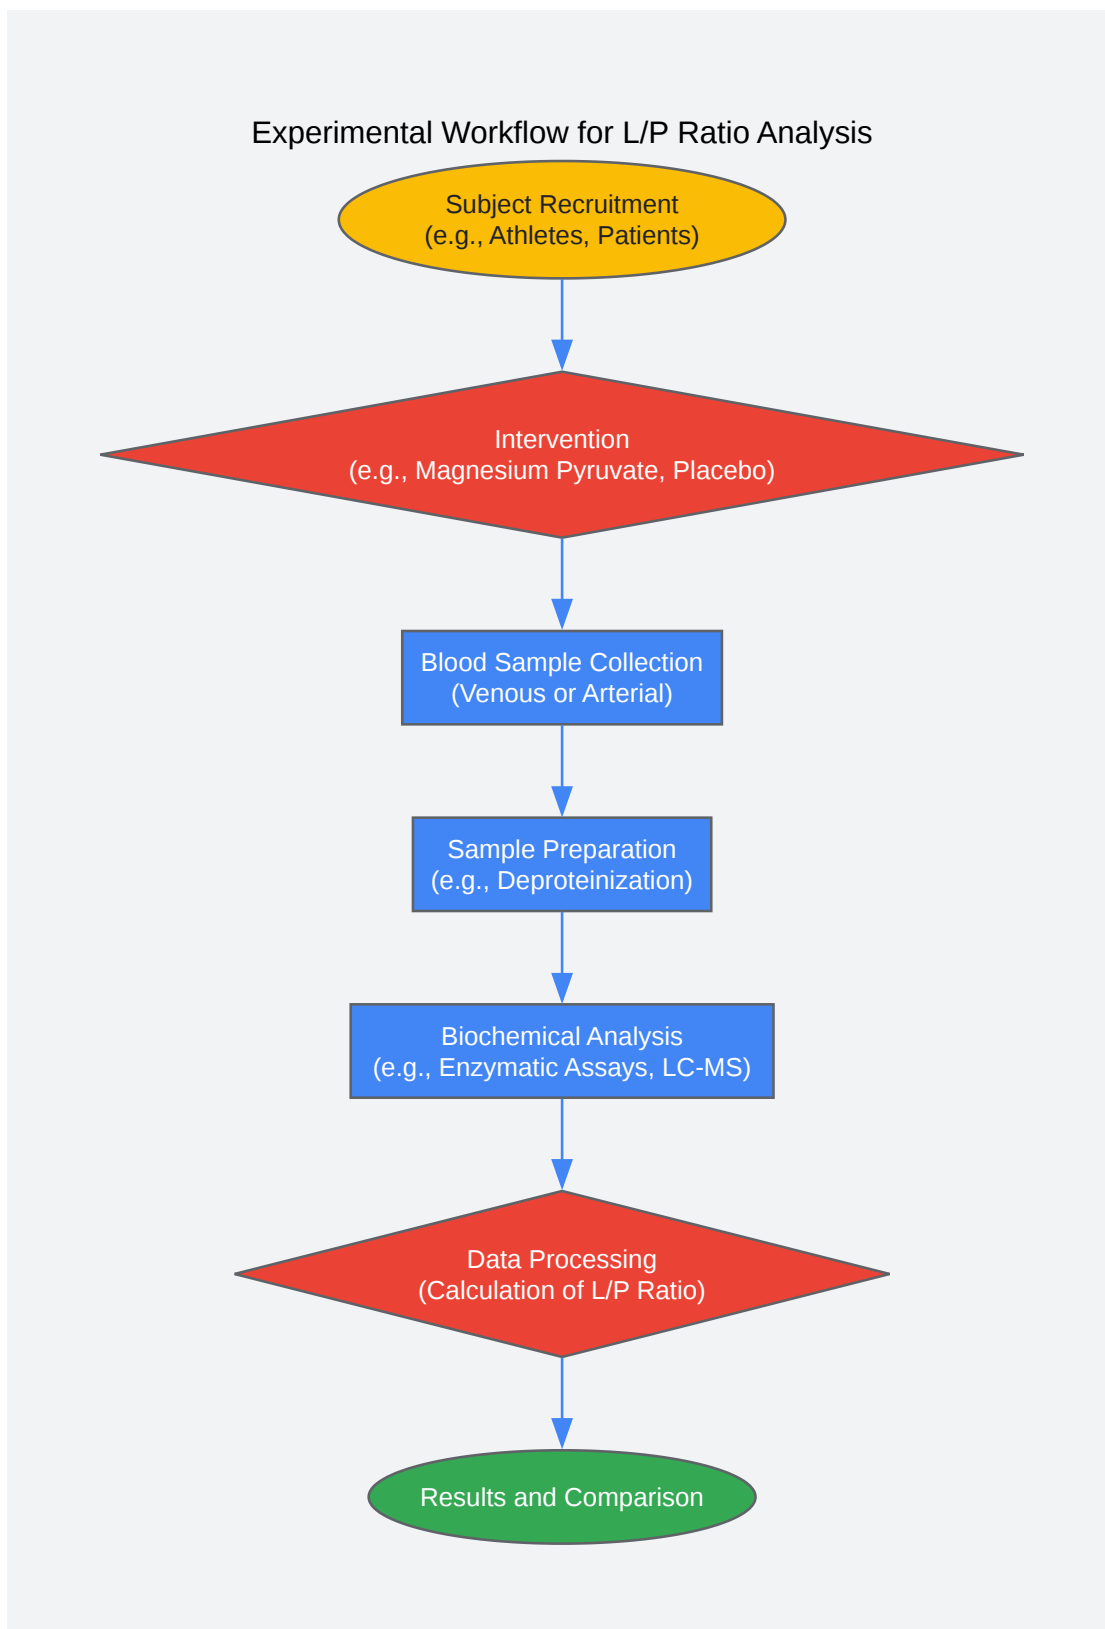 Experimental Workflow for L/P Ratio Analysis
Subject Recruitment
(e.g., Athletes, Patients)
Intervention
(e.g., Magnesium Pyruvate, Placebo)
Blood Sample Collection
(Venous or Arterial)
Sample Preparation
(e.g., Deproteinization)
Biochemical Analysis
(e.g., Enzymatic Assays, LC-MS)
Data Processing
(Calculation of L/P Ratio)
Results and Comparison